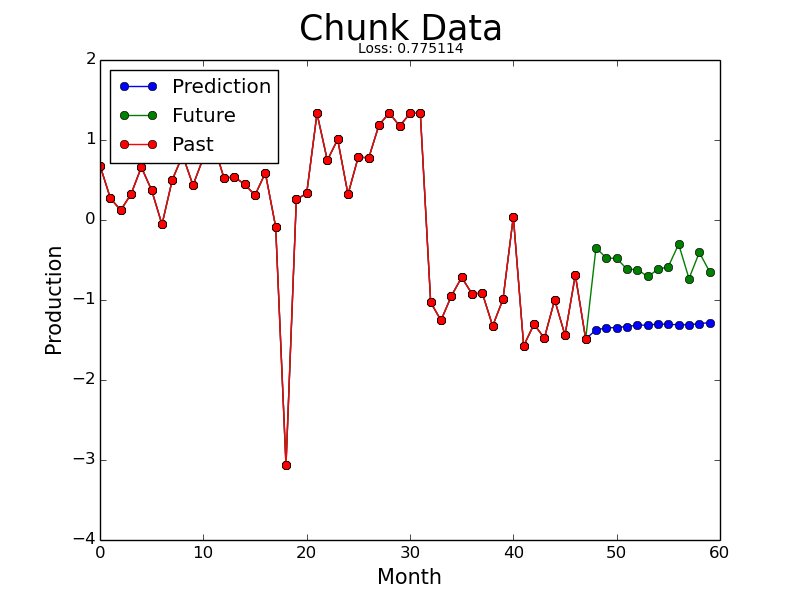 Chunk Data
Loss: 0.775114
Prediction
Future
Past
Production
2
1
0
−1
−2
−3
−4
0 10 20 30 40 50 60
Month